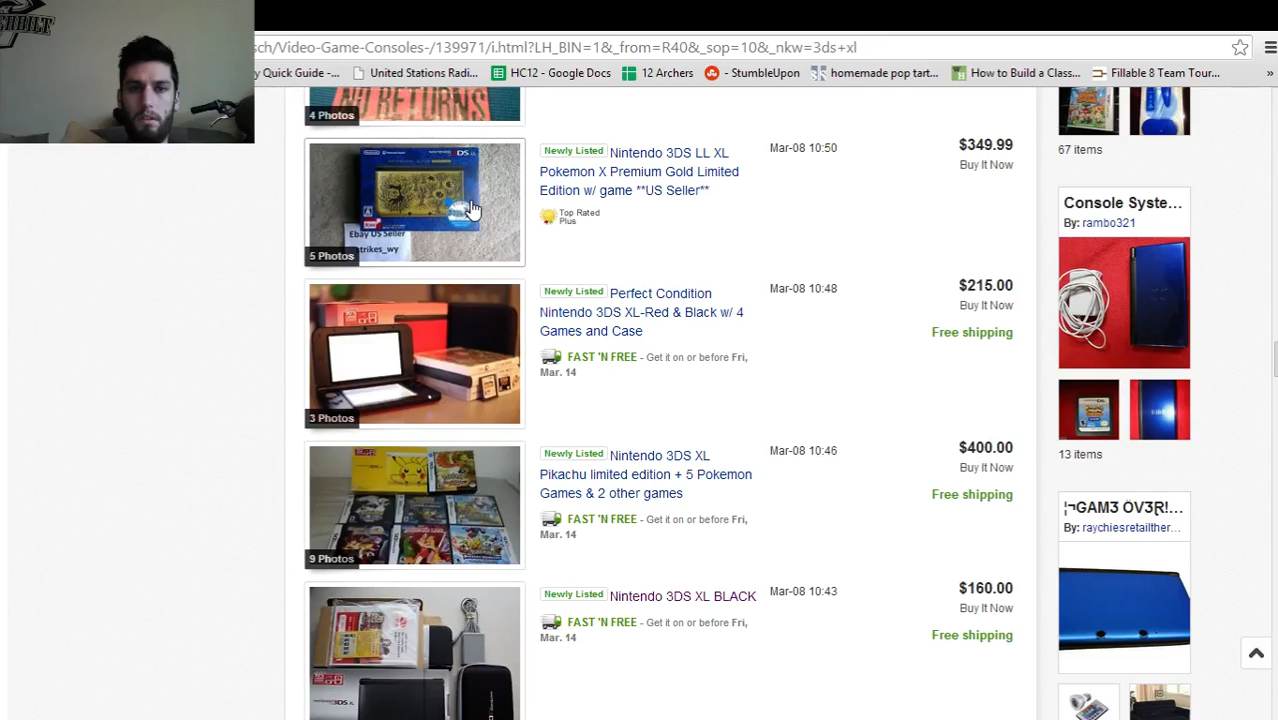 ERBILT
sch/Video-Game-Consoles-/139971/i.html?LH_BIN=1&_from=R40&_sop=10&_nkw=3ds+xl
y Quick Guide -...
United Stations Radi...
HC12 - Google Docs
12 Archers
- StumbleUpon
homemade pop tart...
How to Build a Class...
Fillable 8 Team Tour...
»
NO RETURNS
4 Photos
67 items
Newly Listed Nintendo 3DS LL XL
Pokemon X Premium Gold Limited
Edition w/ game **US Seller**
Top Rated
Plus
Mar-08 10:50
$349.99
Buy It Now
3DS XL
Ebay US Seller
strikes_wy
5 Photos
Console Syste...
By: rambo321
Newly Listed Perfect Condition
Nintendo 3DS XL-Red & Black w/ 4
Games and Case
FAST 'N FREE - Get it on or before Fri,
Mar. 14
Mar-08 10:48
$215.00
Buy It Now
Free shipping
3 Photos
13 items
Newly Listed Nintendo 3DS XL
Pikachu limited edition + 5 Pokemon
Games & 2 other games
FAST 'N FREE - Get it on or before Fri,
Mar. 14
Mar-08 10:46
$400.00
Buy It Now
Free shipping
9 Photos
¦¬GAM3 ÖV3Ʀ!...
By: raychiesretailther...
Newly Listed Nintendo 3DS XL BLACK
FAST 'N FREE - Get it on or before Fri,
Mar. 14
Mar-08 10:43
$160.00
Buy It Now
Free shipping
3DS XL